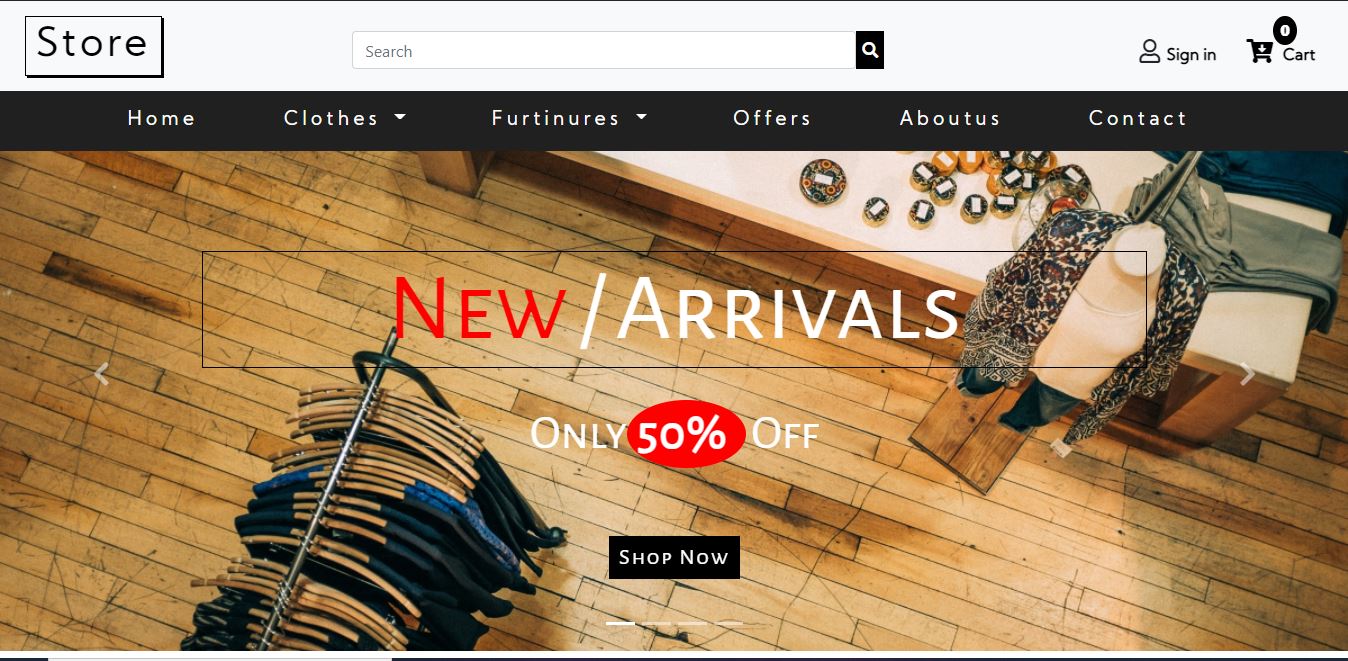 Store
Search
Sign in
0
Cart
Home Clothes Furtinures Offers Aboutus Contact
New /Arrivals
Only 50% Off
Shop Now